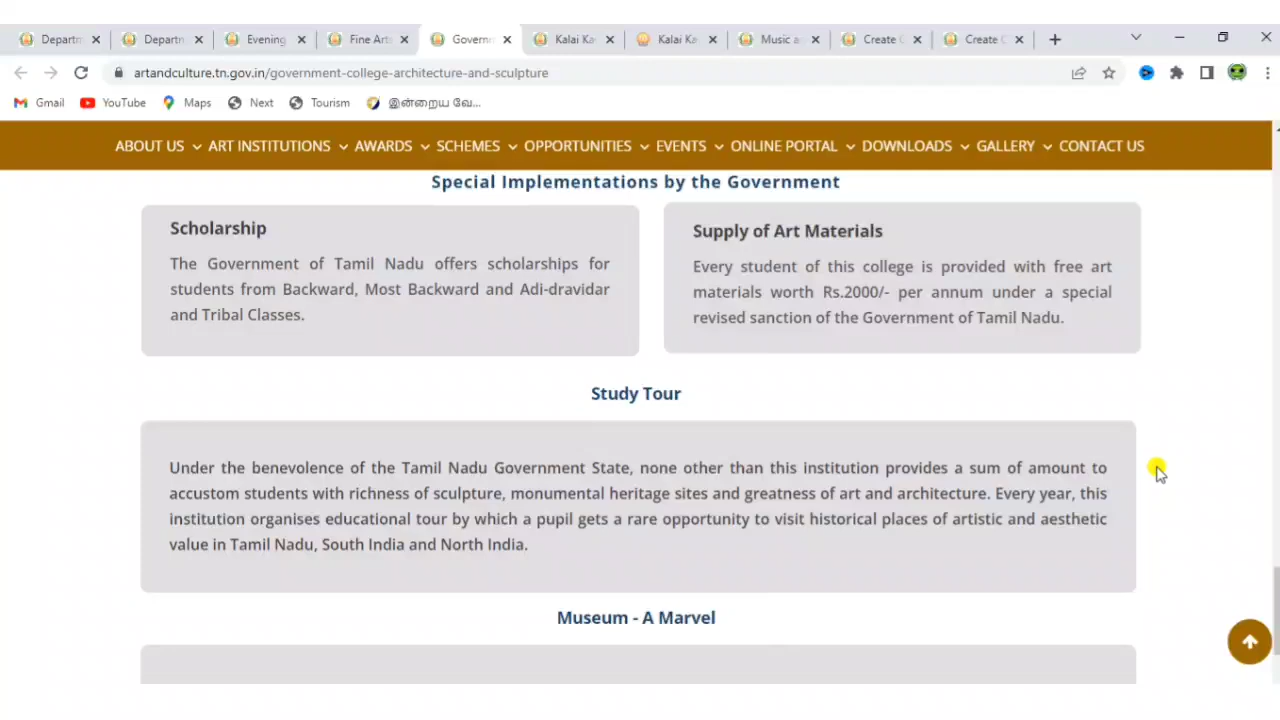 Departm
Departm
Evening
Fine Arts
Governm
Kalai Ka
Kalai Ka
Music a
Create C
Create C
artandculture.tn.gov.in/government-college-architecture-and-sculpture
Gmail YouTube Maps Next Tourism இன்றைய வே...
ABOUT US ART INSTITUTIONS AWARDS SCHEMES OPPORTUNITIES EVENTS ONLINE PORTAL DOWNLOADS GALLERY CONTACT US
Special Implementations by the Government
Scholarship
The Government of Tamil Nadu offers scholarships for
students from Backward, Most Backward and Adi-dravidar
and Tribal Classes.
Supply of Art Materials
Every student of this college is provided with free art
materials worth Rs.2000/- per annum under a special
revised sanction of the Government of Tamil Nadu.
Study Tour
Under the benevolence of the Tamil Nadu Government State, none other than this institution provides a sum of amount to
accustom students with richness of sculpture, monumental heritage sites and greatness of art and architecture. Every year, this
institution organises educational tour by which a pupil gets a rare opportunity to visit historical places of artistic and aesthetic
value in Tamil Nadu, South India and North India.
Museum - A Marvel